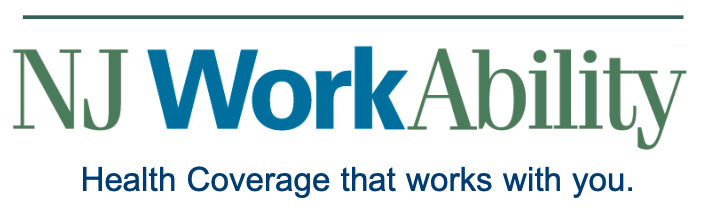 NJ WorkAbility
Health Coverage that works with you.